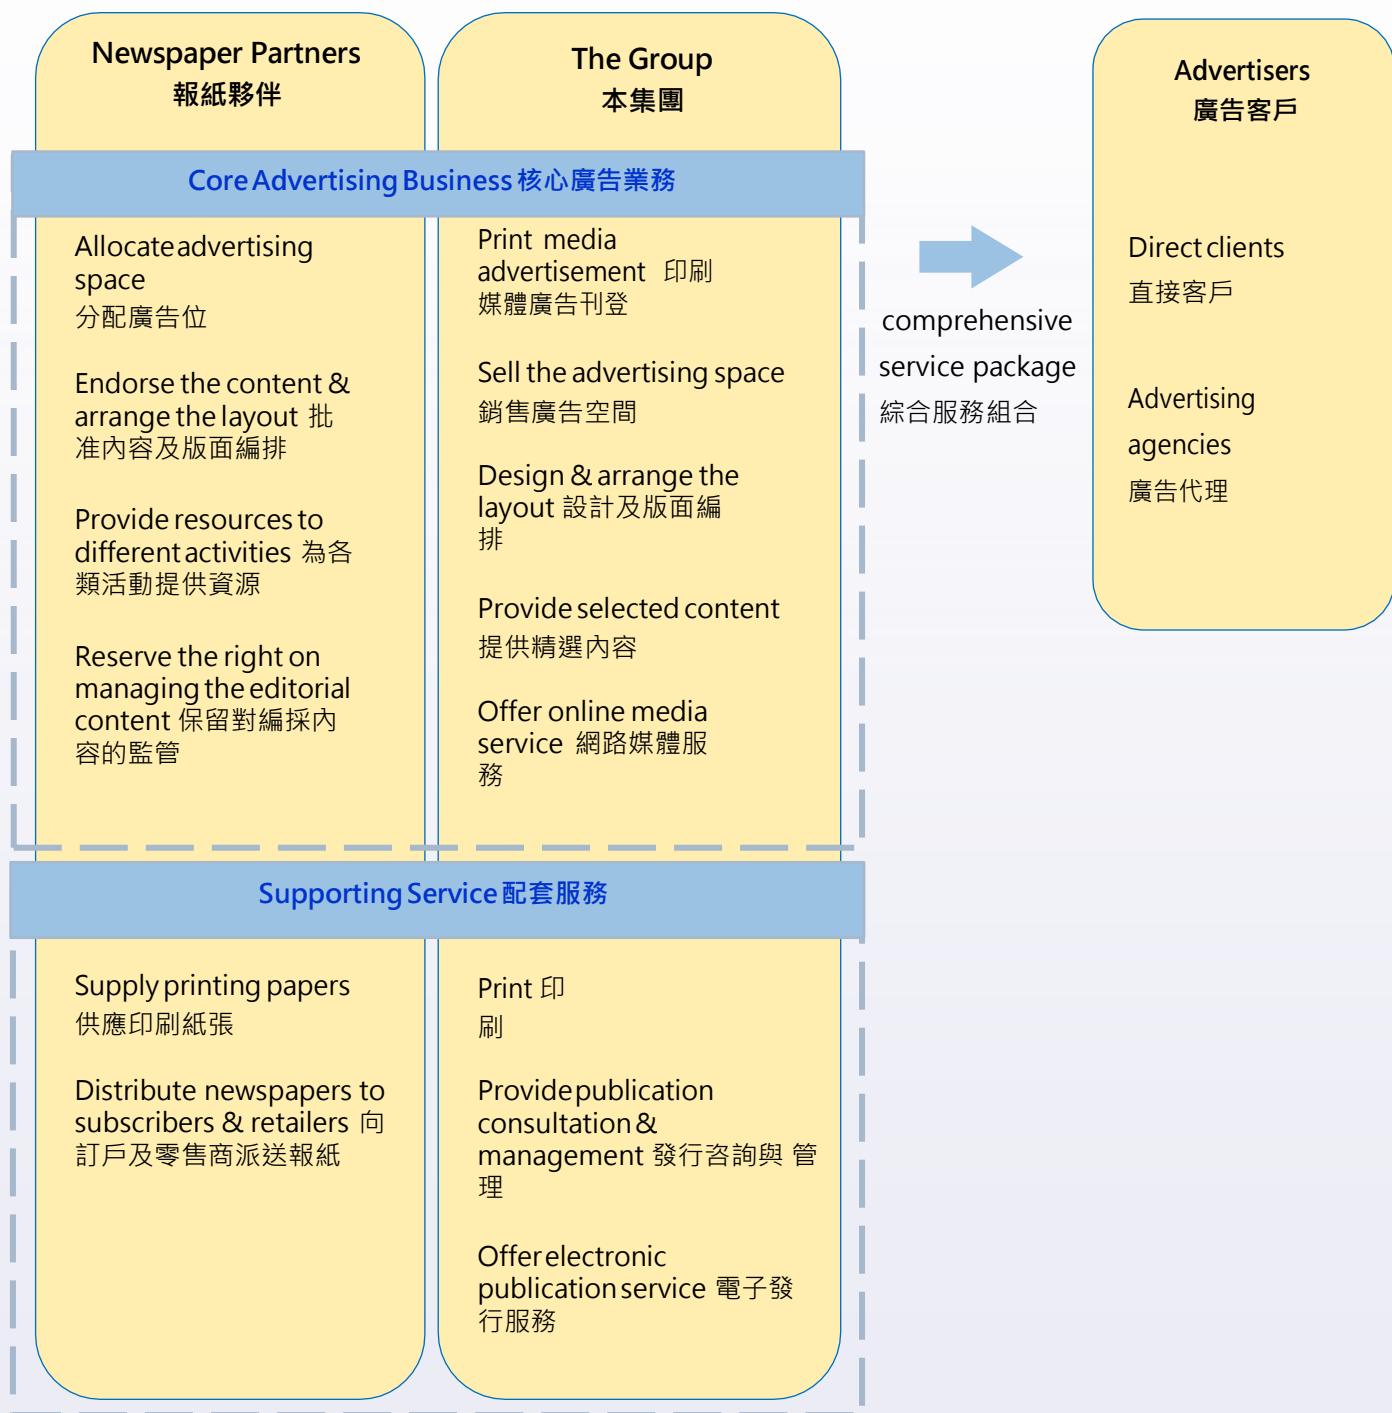 Newspaper Partners
報紙夥伴
The Group
本集團
Advertisers
廣告客戶
Core Advertising Business 核心廣告業務
Allocate advertising
space
分配廣告位
Endorse the content &
arrange the layout 批
准內容及版面編排
Provide resources to
different activities 為各
類活動提供資源
Reserve the right on
managing the editorial
content 保留對編採內
容的監管
Print media
advertisement 印刷
媒體廣告刊登
Sell the advertising space
銷售廣告空間
Design & arrange the
layout 設計及版面編
排
Provide selected content
提供精選內容
Offer online media
service 網路媒體服
務
comprehensive
service package
綜合服務組合
Direct clients
直接客戶
Advertising
agencies
廣告代理
Supporting Service 配套服務
Supply printing papers
供應印刷紙張
Distribute newspapers to
subscribers & retailers 向
訂戶及零售商派送報紙
Print 印
刷
Provide publication
consultation &
management 發行咨詢與 管
理
Offer electronic
publication service 電子發
行服務